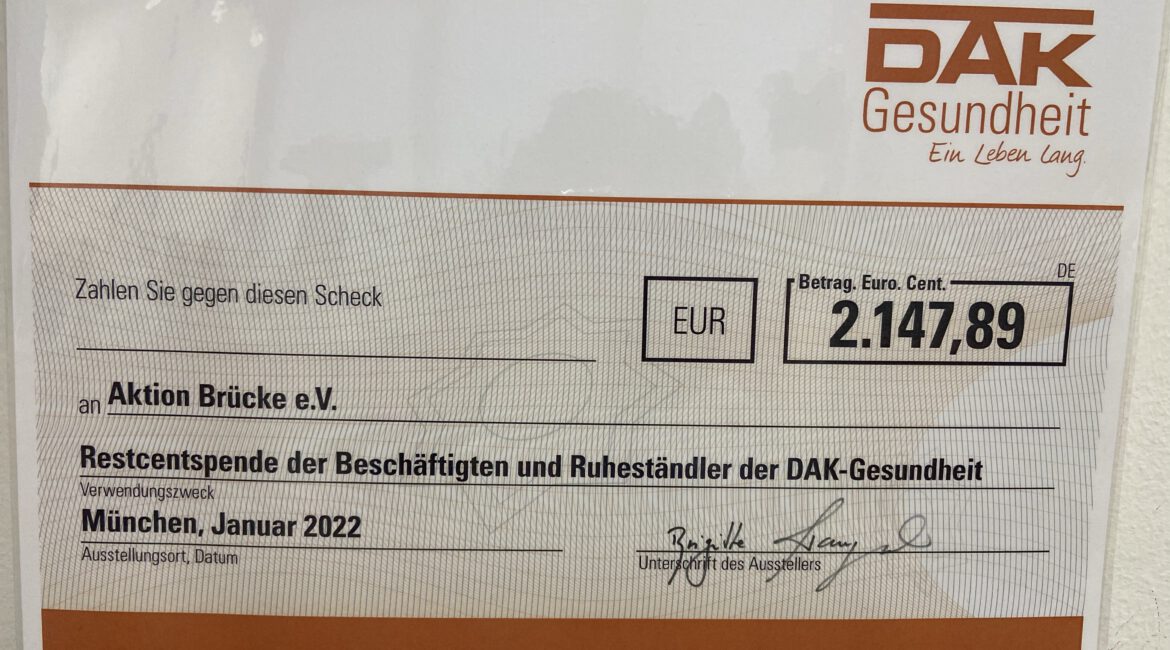 DAK
Gesundheit
Ein Leben lang.
DE
Zahlen Sie gegen diesen Scheck
EUR
Betrag. Euro. Cent.
2.147,89
an Aktion Brücke e.V.
Restcentspende der Beschäftigten und Ruheständler der DAK-Gesundheit
Verwendungszweck
München, Januar 2022
Ausstellungsort, Datum
Brigitte
Unterschrift des Ausstellers